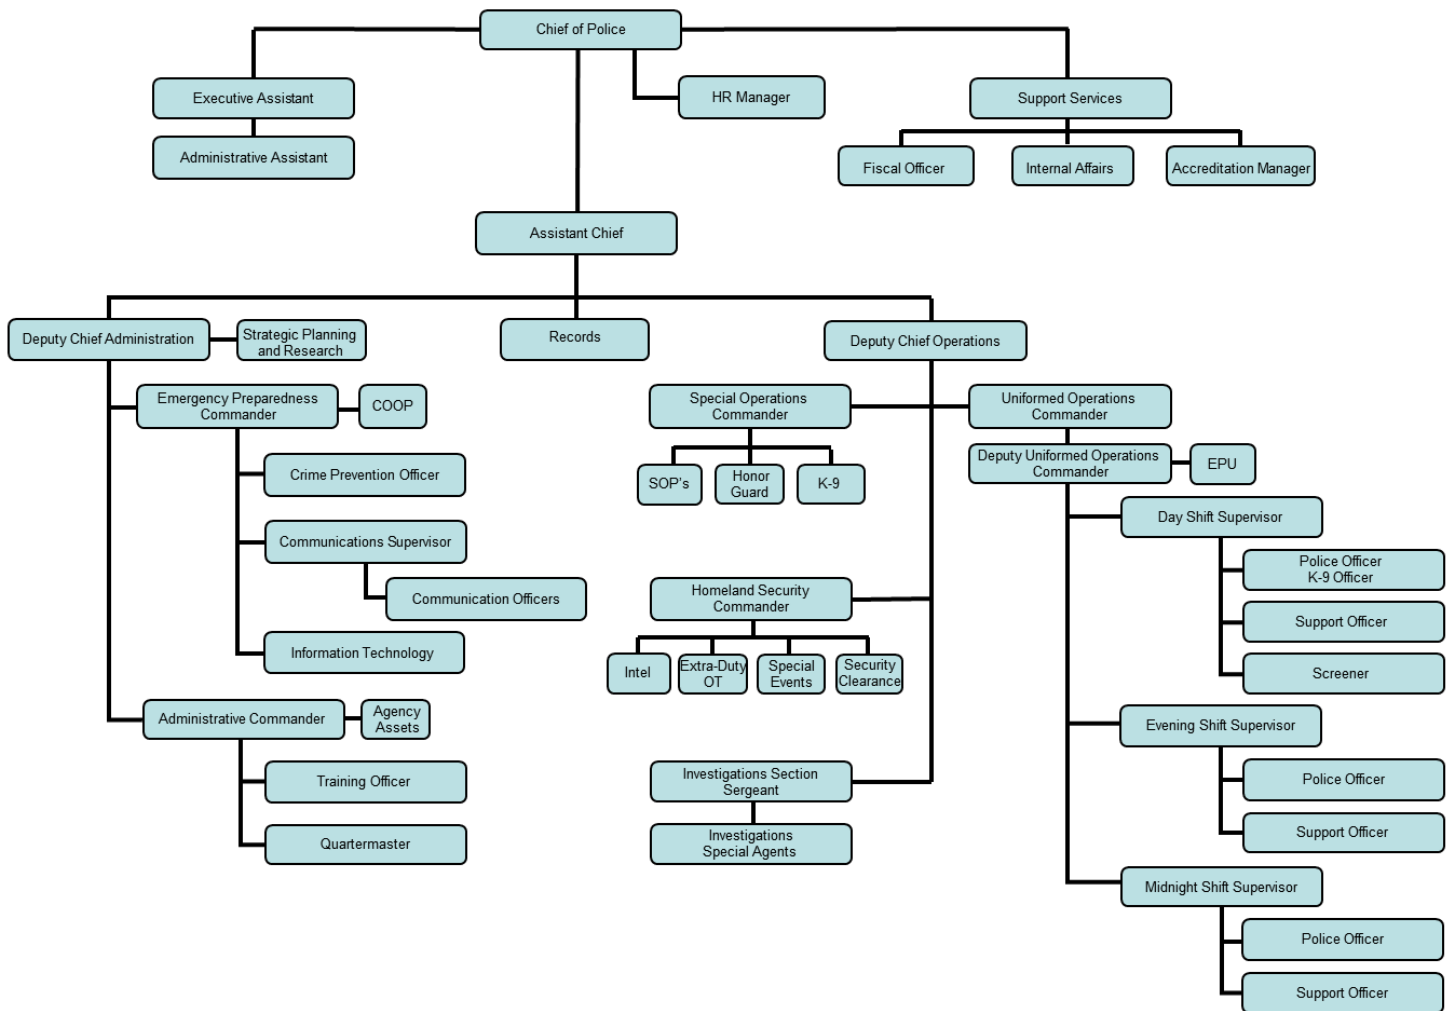 Chief of Police
Executive Assistant
HR Manager
Support Services
Administrative Assistant
Fiscal Officer
Internal Affairs
Accreditation Manager
Assistant Chief
Deputy Chief Administration
Strategic Planning
and Research
Records
Deputy Chief Operations
Emergency Preparedness
Commander
COOP
Crime Prevention Officer
Communications Supervisor
Communication Officers
Information Technology
Administrative Commander
Agency
Assets
Training Officer
Quartermaster
Special Operations
Commander
SOP's
Honor
Guard
K-9
Homeland Security
Commander
Intel
Extra-Duty
OT
Special
Events
Security
Clearance
Investigations Section
Sergeant
Investigations
Special Agents
Uniformed Operations
Commander
Deputy Uniformed Operations
Commander
EPU
Day Shift Supervisor
Police Officer
K-9 Officer
Support Officer
Screener
Evening Shift Supervisor
Police Officer
Support Officer
Midnight Shift Supervisor
Police Officer
Support Officer